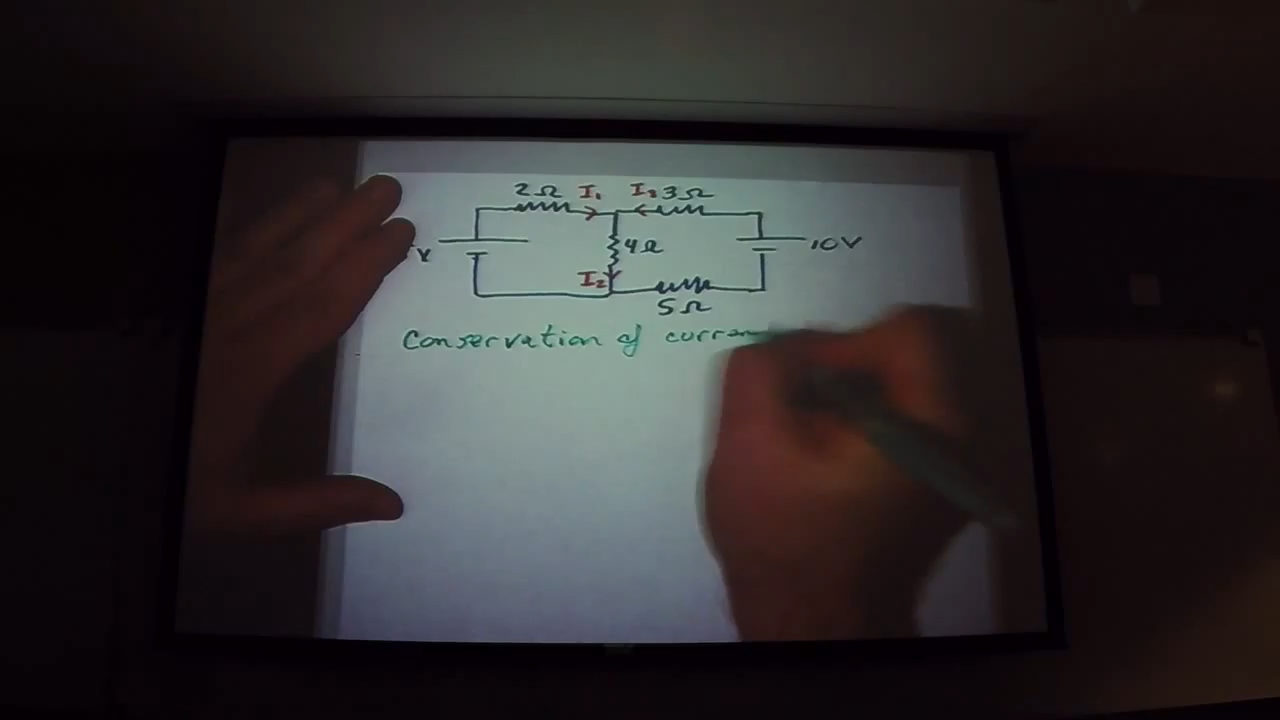 2Ω I₁ I₃ 3Ω
4Ω 10V
I₂
5Ω
Conservation of